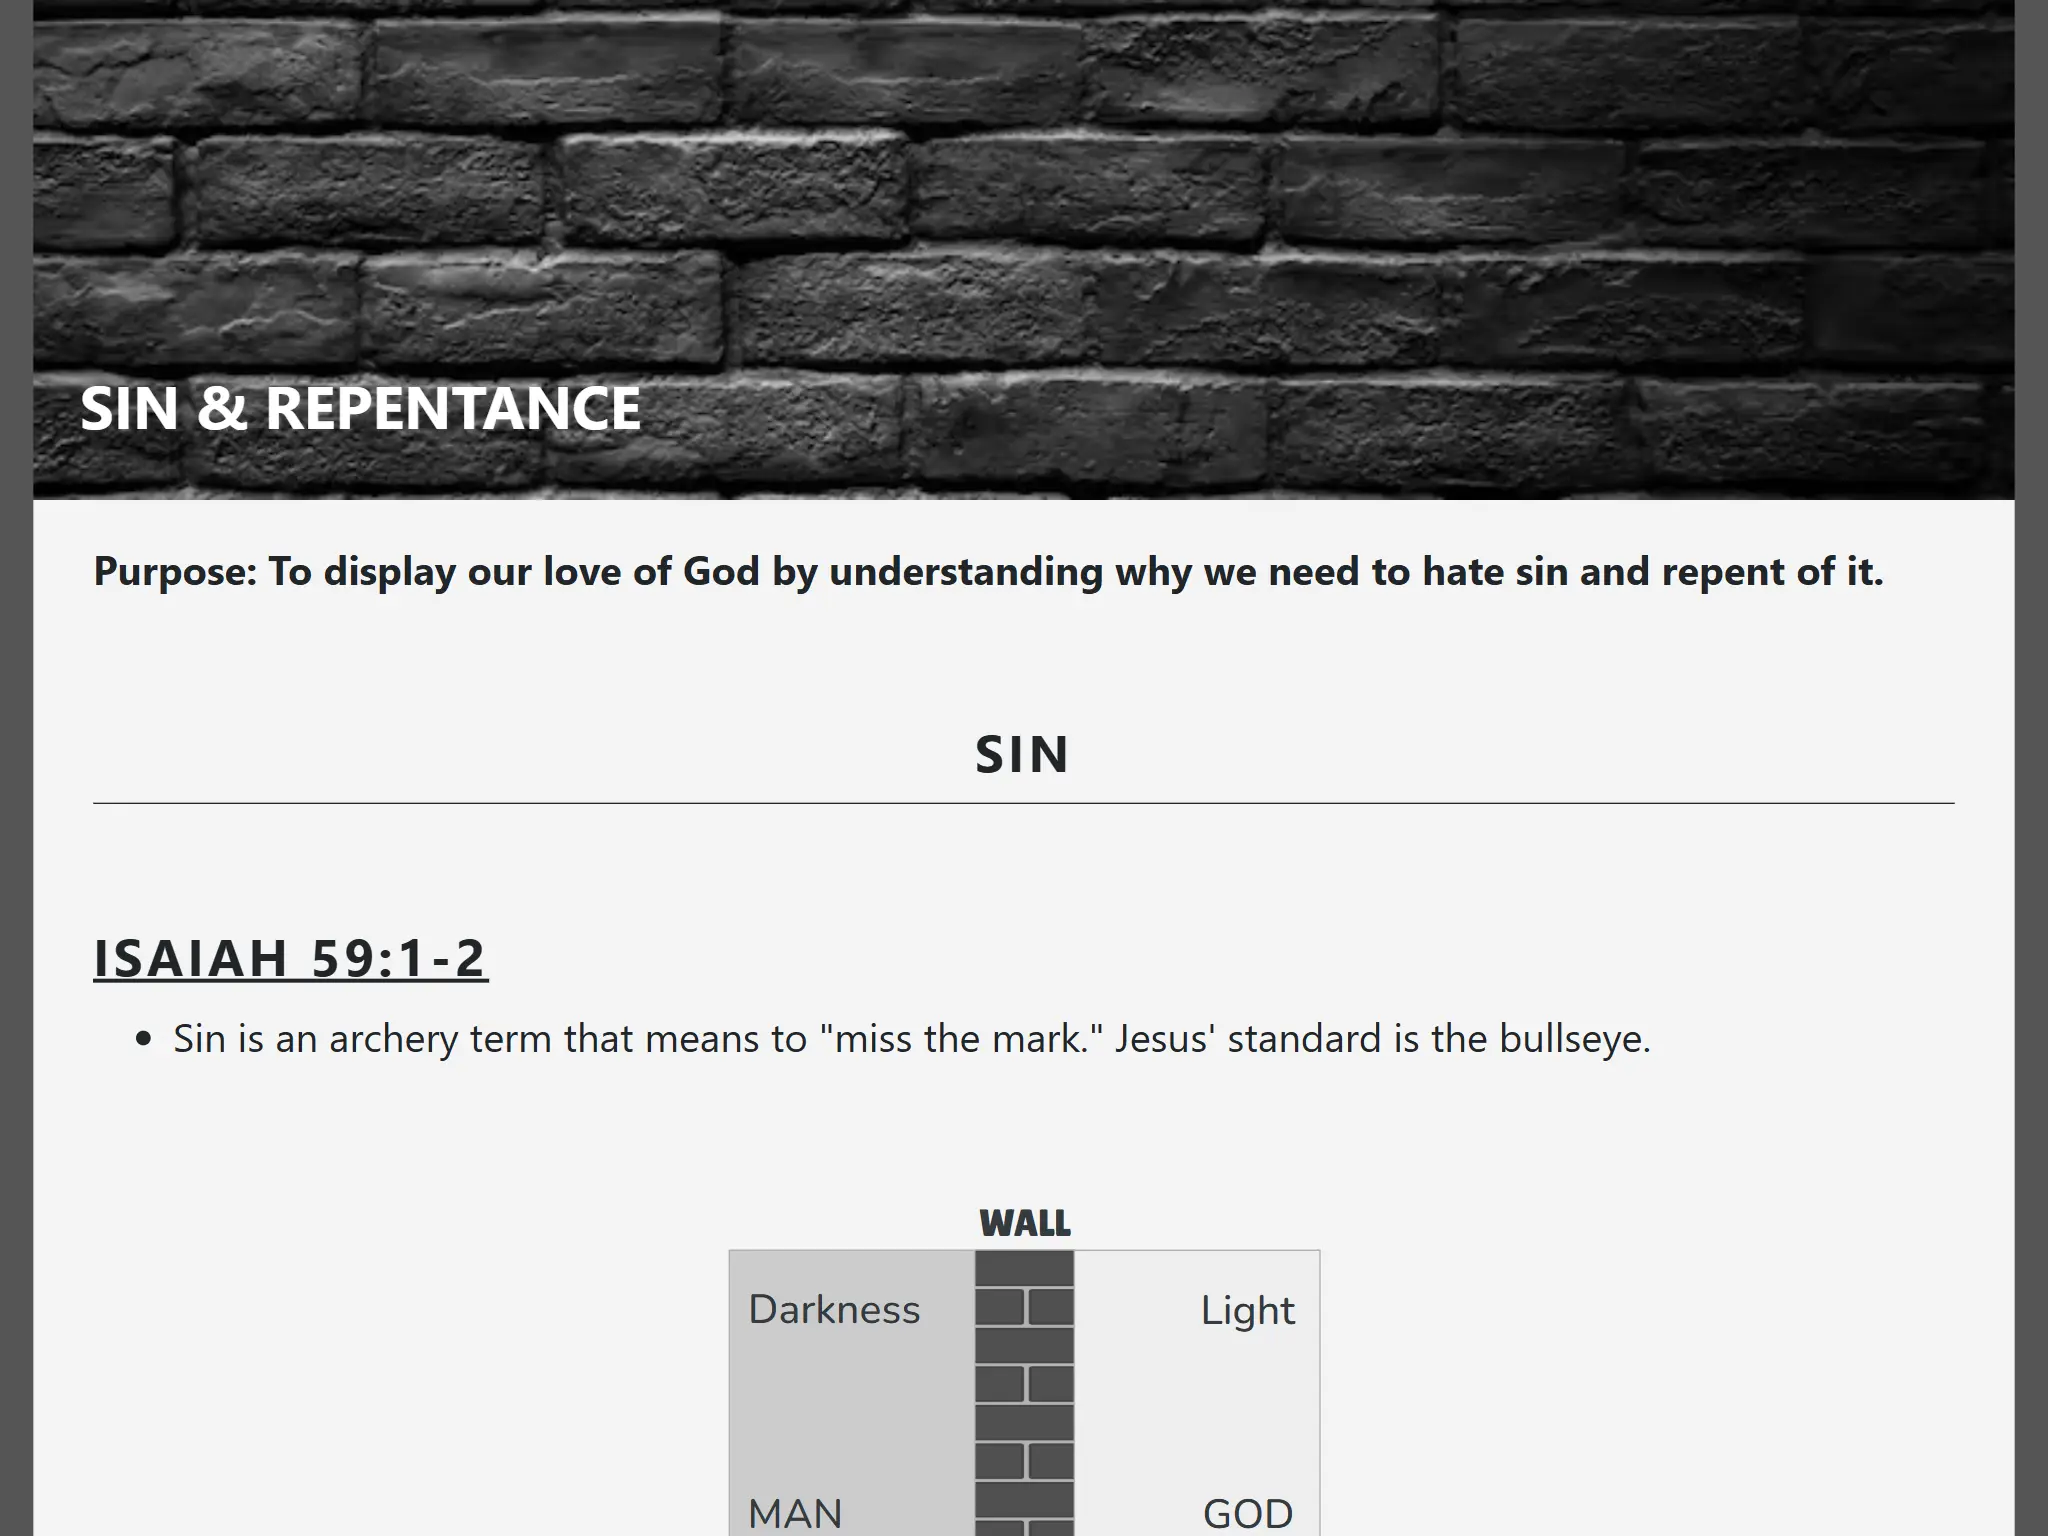 SIN & REPENTANCE
Purpose: To display our love of God by understanding why we need to hate sin and repent of it.
SIN
ISAIAH 59:1-2
• Sin is an archery term that means to "miss the mark." Jesus' standard is the bullseye.
WALL
Darkness Light
MAN GOD